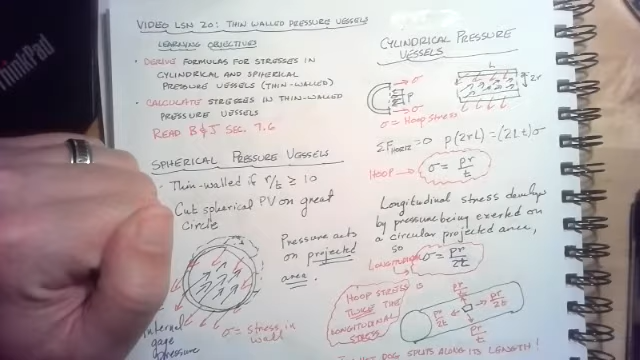 ThinkPad
VIDEO LSN 20: THIN WALLED PRESSURE VESSELS
LEARNING OBJECTIVES
• DERIVE FORMULAS FOR STRESSES IN
CYLINDRICAL AND SPHERICAL
PRESSURE VESSELS (THIN-WALLED)
• CALCULATE STRESSES IN THIN-WALLED
PRESSURE VESSELS
READ B&J SEC. 7.6
SPHERICAL PRESSURE VESSELS
• Thin-walled if r/t ≥ 10
Cut spherical PV on great
circle
Pressure acts
on projected
area.
internal
gage
pressure
σ = stress in
wall
CYLINDRICAL PRESSURE
VESSELS
σ
P
σ
L
2r
σ = Hoop stress
ΣF HORIZ = 0 p(2rL) = (2Lt)σ
HOOP → σ = pr/t
Longitudinal stress develops
by pressure being exerted on
a circular projected area,
so
σ = pr/2t
HOOP STRESS IS
TWICE THE
LONGITUDINAL
STRESS
pr/t
pr/2t
pr/2t
pr/t
DOG SPLITS ALONG ITS LENGTH!